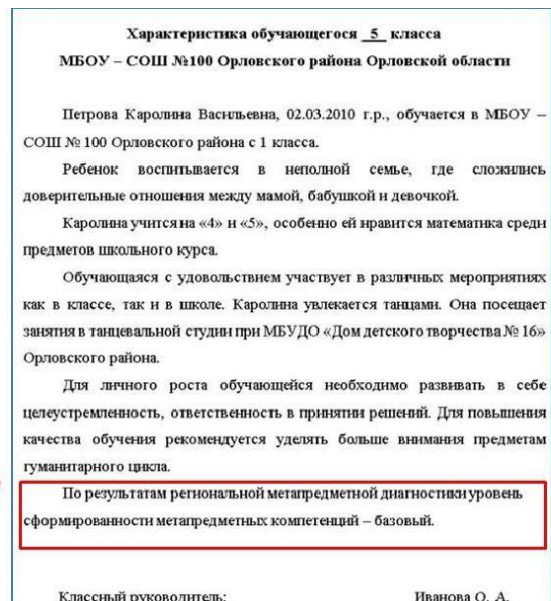 Характеристика обучающегося 5 класса
МБОУ – СОШ №100 Орловского района Орловской области
Петрова Каролина Васильевна, 02.03.2010 г.р., обучается в МБОУ –
СОШ № 100 Орловского района с 1 класса.
Ребенок воспитывается в неполной семье, где сложились
доверительные отношения между мамой, бабушкой и девочкой.
Каролина учится на «4» и «5», особенно ей нравится математика среди
предметов школьного курса.
Обучающаяся с удовольствием участвует в различных мероприятиях
как в классе, так и в школе. Каролина увлекается танцами. Она посещает
занятия в танцевальной студии при МБУДО «Дом детского творчества № 16»
Орловского района.
Для личного роста обучающейся необходимо развивать в себе
целеустремленность, ответственность в принятии решений. Для повышения
качества обучения рекомендуется уделять больше внимания предметам
гуманитарного цикла.
По результатам региональной метапредметной диагностики уровень
сформированности метапредметных компетенций – базовый.
Классный руководитель: Иванова О. А.